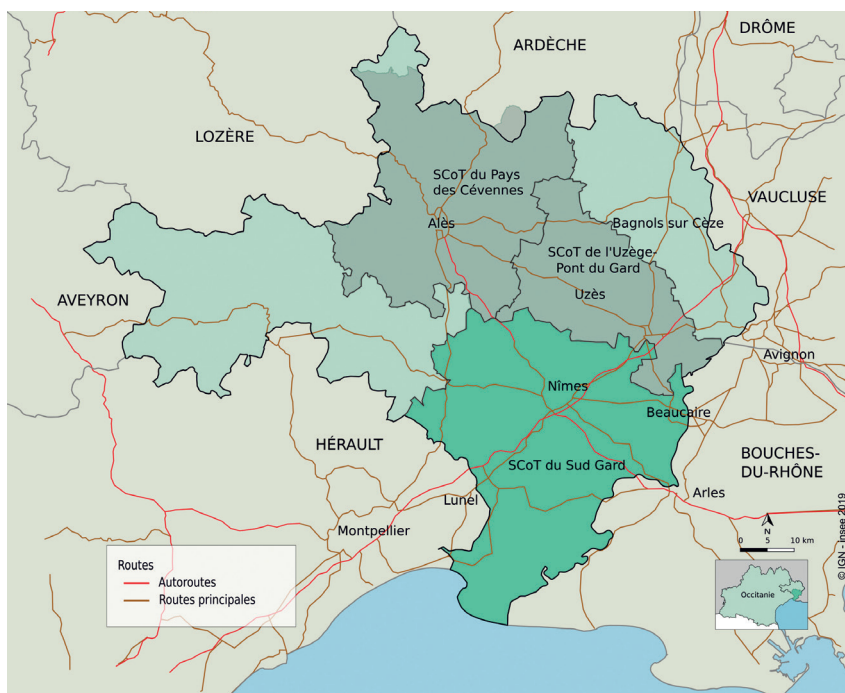 DRÔME
ARDÈCHE
LOZÈRE
SCoT du Pays
des Cévennes
VAUCLUSE
Alès
Bagnols sur Cèze
SCoT de l'Uzège-
Pont du Gard
Uzès
AVEYRON
Avignon
Nîmes
Beaucaire
HÉRAULT
BOUCHES-
DU-RHÔNE
SCoT du Sud Gard
Arles
Lunel
Montpellier
N
0 5 10 km
Routes
Autoroutes
Routes principales
Occitanie
© IGN - insee 2019